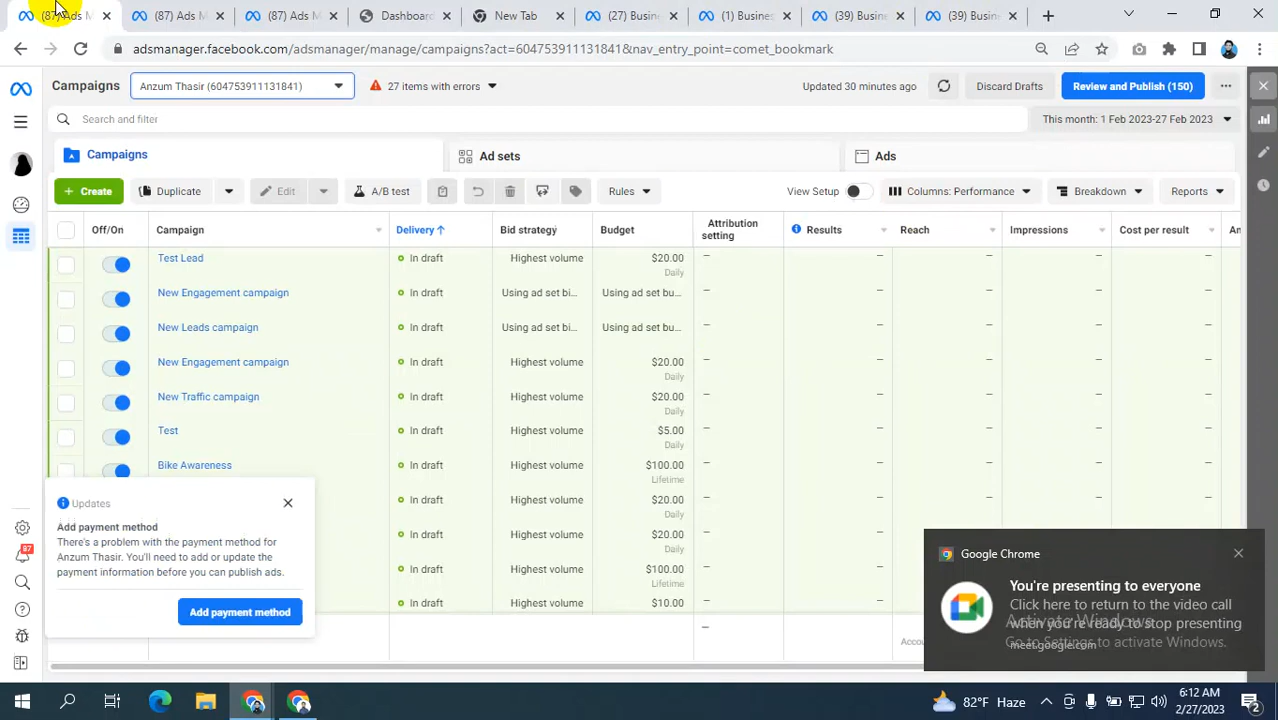 (87) Ads M
(87) Ads M
(87) Ads M
Dashboard
New Tab
(27) Busine
(1) Busines
(39) Busine
(39) Busine
adsmanager.facebook.com/adsmanager/manage/campaigns?act=604753911131841&nav_entry_point=comet_bookmark
Campaigns
Anzum Thasir (604753911131841)
27 items with errors
Updated 30 minutes ago
Discard Drafts
Review and Publish (150)
Search and filter
This month: 1 Feb 2023-27 Feb 2023
Campaigns
Ad sets
Ads
+ Create
Duplicate
Edit
A/B test
Rules
View Setup
Columns: Performance
Breakdown
Reports
Off/On
Campaign
Delivery ↑
Bid strategy
Budget
Attribution
setting
Results
Reach
Impressions
Cost per result
Am
Test Lead
In draft
Highest volume
$20.00
Daily
New Engagement campaign
In draft
Using ad set bi...
Using ad set bu...
New Leads campaign
In draft
Using ad set bi...
Using ad set bu...
New Engagement campaign
In draft
Highest volume
$20.00
Daily
New Traffic campaign
In draft
Highest volume
$20.00
Daily
Test
In draft
Highest volume
$5.00
Daily
Bike Awareness
In draft
Highest volume
$100.00
Lifetime
In draft
Highest volume
$20.00
Daily
In draft
Highest volume
$20.00
Daily
In draft
Highest volume
$100.00
Lifetime
In draft
Highest volume
$10.00
Accou
87
Updates
Add payment method
There's a problem with the payment method for
Anzum Thasir. You'll need to add or update the
payment information before you can publish ads.
Add payment method
Google Chrome
You're presenting to everyone
Click here to return to the video call
when you're ready to stop presenting
meet.google.com
Activate Windows
Go to Settings to activate Windows.
82°F Haze
6:12 AM
2/27/2023
2